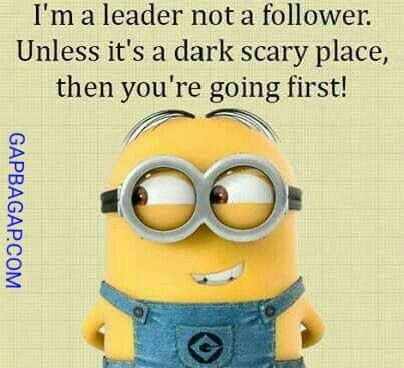 I'm a leader not a follower.
Unless it's a dark scary place,
then you're going first!
GAPBAGAP.COM